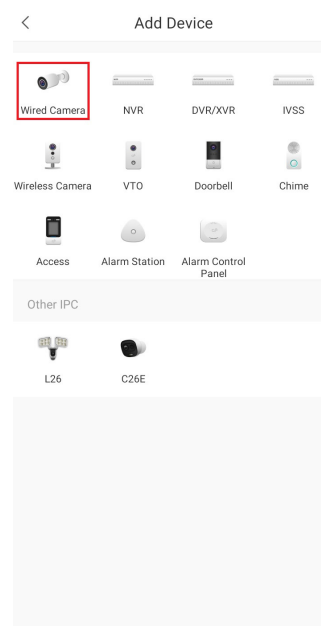 Add Device
Wired Camera NVR DVR/XVR IVSS
Wireless Camera VTO Doorbell Chime
Access Alarm Station Alarm Control
Panel
Other IPC
L26 C26E